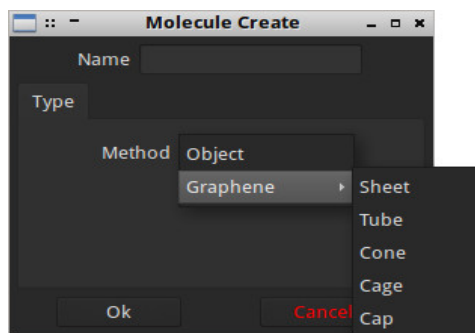 Molecule Create
Name
Type
Method Object
Graphene Sheet
Tube
Cone
Cage
Ok Cancel Cap